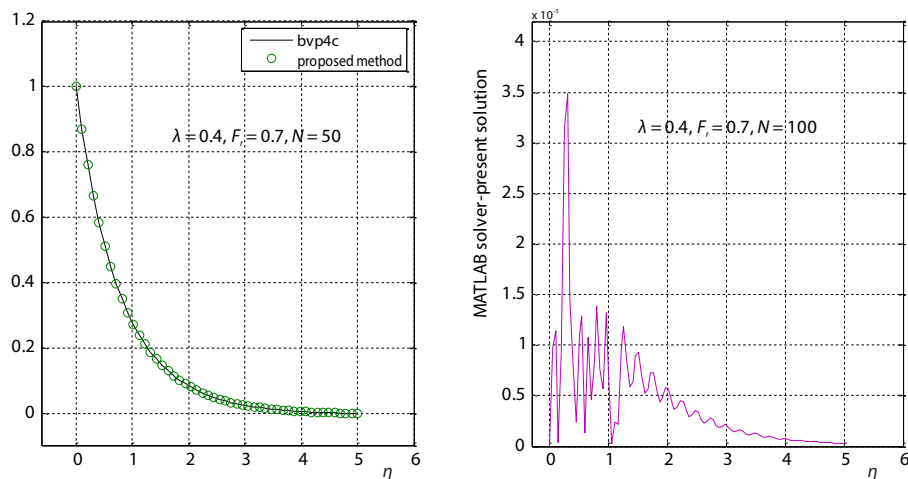 1.2
1
0.8
0.6
0.4
0.2
0
0 1 2 3 4 5 6
η
bvp4c
proposed method
λ = 0.4, Fr = 0.7, N = 50
x 10⁻⁵
4
3.5
3
2.5
2
1.5
1
0.5
0
0 1 2 3 4 5 6
η
MATLAB solver-present solution
λ = 0.4, Fr = 0.7, N = 100